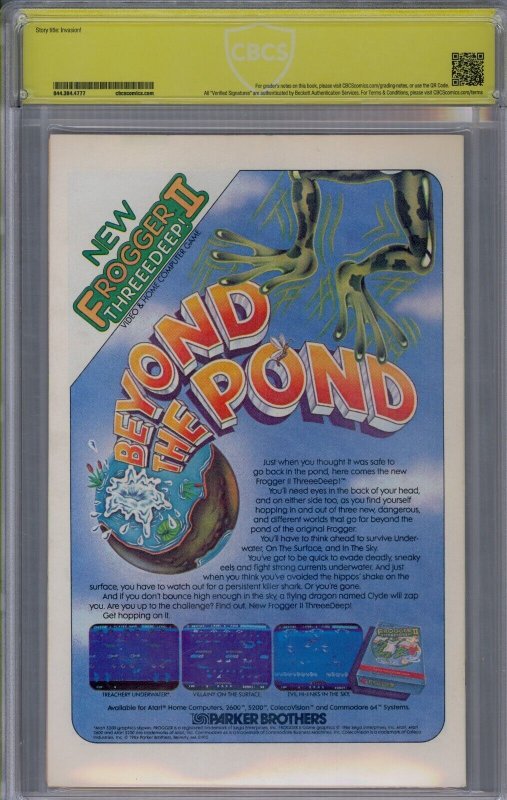 Story title: Invasion!
CBCS
844.384.4777 cbcscomics.com
For grader's notes on this book, please visit CBCScomics.com/grading-notes, or use the QR Code.
All "Verified Signatures" are authenticated by Beckett Authentication Services. For Terms & Conditions, please visit CBCScomics.com/terms
NEW
FROGGER II
THREEEDEEP!
VIDEO & HOME COMPUTER GAME
BEYOND
THE POND
Just when you thought it was safe to
go back in the pond, here comes the new
Frogger II ThreeeDeep!™
You'll need eyes in the back of your head,
and on either side too, as you find yourself
hopping in and out of three new, dangerous,
and different worlds that go far beyond
the pond of the original Frogger.
You'll have to think ahead to survive Under-
water, On The Surface, and In The Sky.
You've got to be quick to evade deadly, sneaky
eels and fight strong currents underwater. And just
when you think you've avoided the hippos' shake on the
surface, you have to watch out for a persistent killer shark. Or you're gone.
And if you don't bounce high enough in the sky, a flying dragon named Clyde will zap
you. Are you up to the challenge? Find out. New Frogger II ThreeeDeep!
Get hopping on it.
FROGGER II
TREACHERY UNDERWATER*.
VILLAINY ON THE SURFACE.
EVIL HI-JINKS IN THE SKY.
Available for Atari® Home Computers, 2600™, 5200™, ColecoVision™ and Commodore 64™ Systems.
PARKER BROTHERS